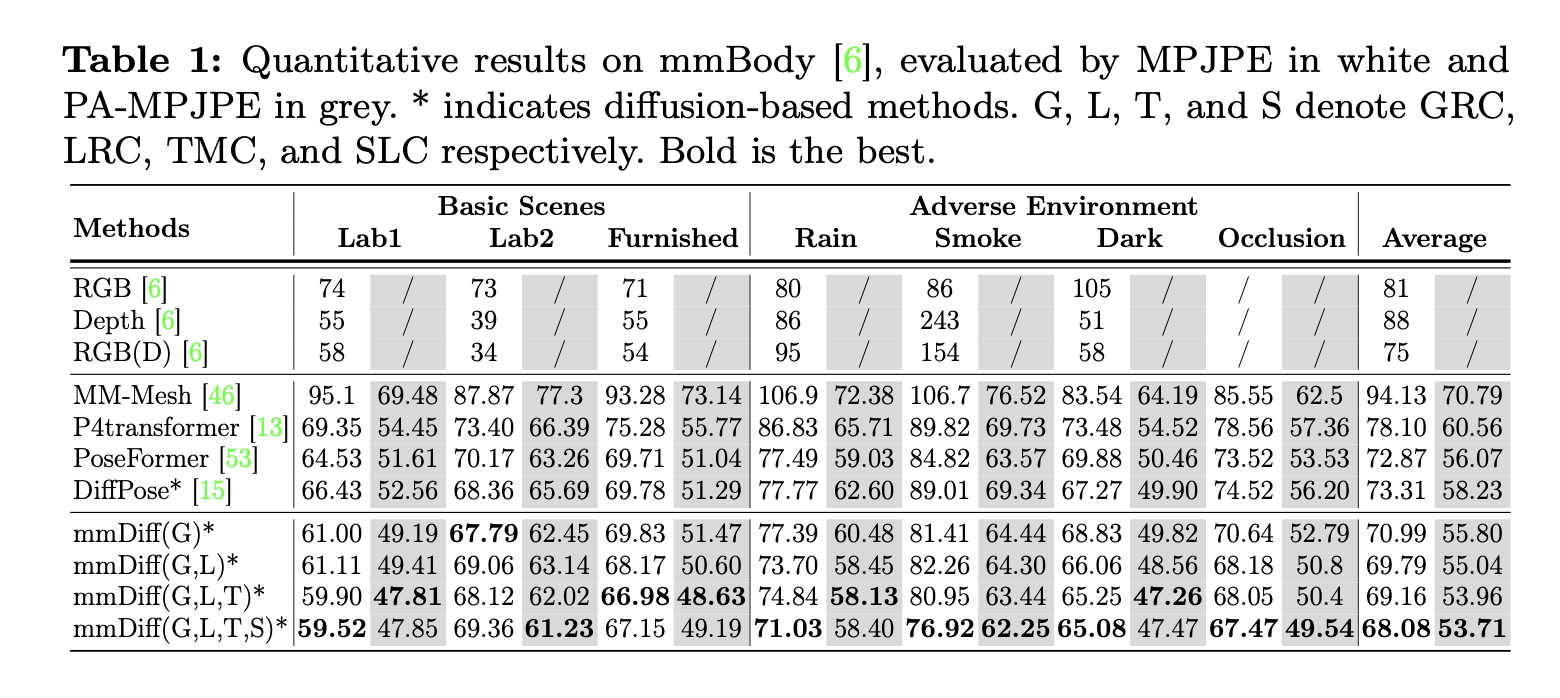 Table 1: Quantitative results on mmBody [6], evaluated by MPJPE in white and
PA-MPJPE in grey. * indicates diffusion-based methods. G, L, T, and S denote GRC,
LRC, TMC, and SLC respectively. Bold is the best.
Methods Basic Scenes Adverse Environment
Lab1 Lab2 Furnished Rain Smoke Dark Occlusion Average
RGB [6] 74 / 73 / 71 / 80 / 86 / 105 / / / 81 /
Depth [6] 55 / 39 / 55 / 86 / 243 / 51 / / / 88 /
RGB(D) [6] 58 / 34 / 54 / 95 / 154 / 58 / / / 75 /
MM-Mesh [46] 95.1 69.48 87.87 77.3 93.28 73.14 106.9 72.38 106.7 76.52 83.54 64.19 85.55 62.5 94.13 70.79
P4transformer [13] 69.35 54.45 73.40 66.39 75.28 55.77 86.83 65.71 89.82 69.73 73.48 54.52 78.56 57.36 78.10 60.56
PoseFormer [53] 64.53 51.61 70.17 63.26 69.71 51.04 77.49 59.03 84.82 63.57 69.88 50.46 73.52 53.53 72.87 56.07
DiffPose* [15] 66.43 52.56 68.36 65.69 69.78 51.29 77.77 62.60 89.01 69.34 67.27 49.90 74.52 56.20 73.31 58.23
mmDiff(G)* 61.00 49.19 67.79 62.45 69.83 51.47 77.39 60.48 81.41 64.44 68.83 49.82 70.64 52.79 70.99 55.80
mmDiff(G,L)* 61.11 49.41 69.06 63.14 68.17 50.60 73.70 58.45 82.26 64.30 66.06 48.56 68.18 50.8 69.79 55.04
mmDiff(G,L,T)* 59.90 47.81 68.12 62.02 66.98 48.63 74.84 58.13 80.95 63.44 65.25 47.26 68.05 50.4 69.16 53.96
mmDiff(G,L,T,S)* 59.52 47.85 69.36 61.23 67.15 49.19 71.03 58.40 76.92 62.25 65.08 47.47 67.47 49.54 68.08 53.71